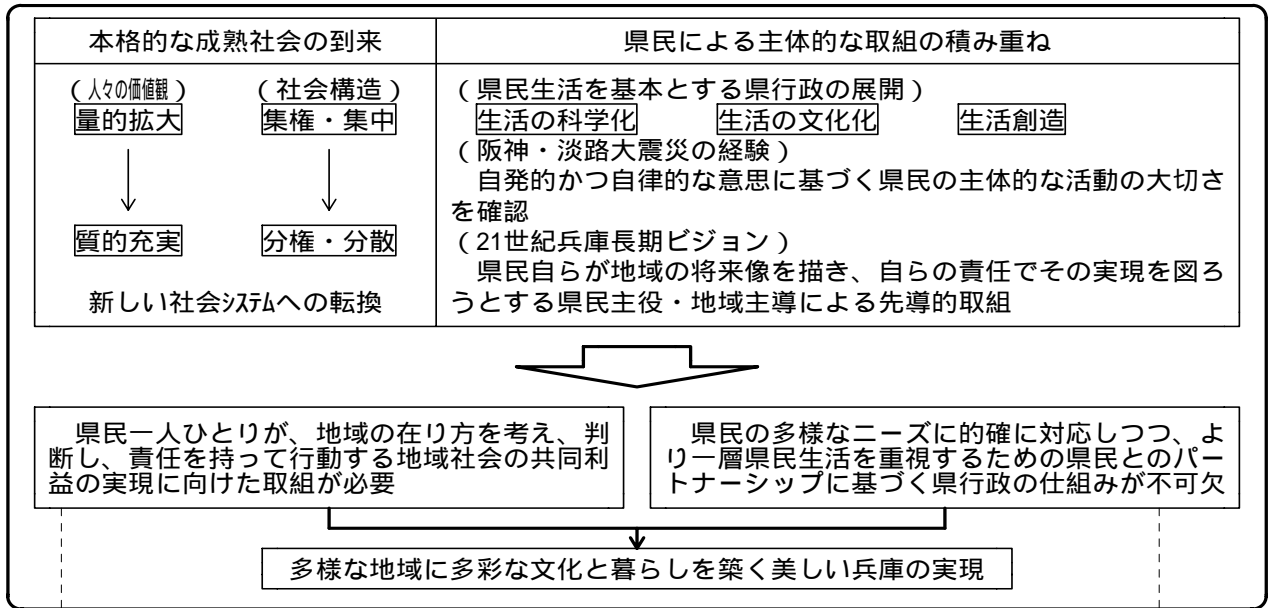 本格的な成熟社会の到来
(人々の価値観) (社会構造)
量的拡大 集権・集中
質的充実 分権・分散
新しい社会システムへの転換
県民による主体的な取組の積み重ね
(県民生活を基本とする県行政の展開)
生活の科学化 生活の文化化 生活創造
(阪神・淡路大震災の経験)
自発的かつ自律的な意思に基づく県民の主体的な活動の大切さ
を確認
(21世紀兵庫長期ビジョン)
県民自らが地域の将来像を描き、自らの責任でその実現を図ろ
うとする県民主役・地域主導による先導的取組
県民一人ひとりが、地域の在り方を考え、判
断し、責任を持って行動する地域社会の共同利
益の実現に向けた取組が必要
県民の多様なニーズに的確に対応しつつ、よ
り一層県民生活を重視するための県民とのパー
トナーシップに基づく県行政の仕組みが不可欠
多様な地域に多彩な文化と暮らしを築く美しい兵庫の実現